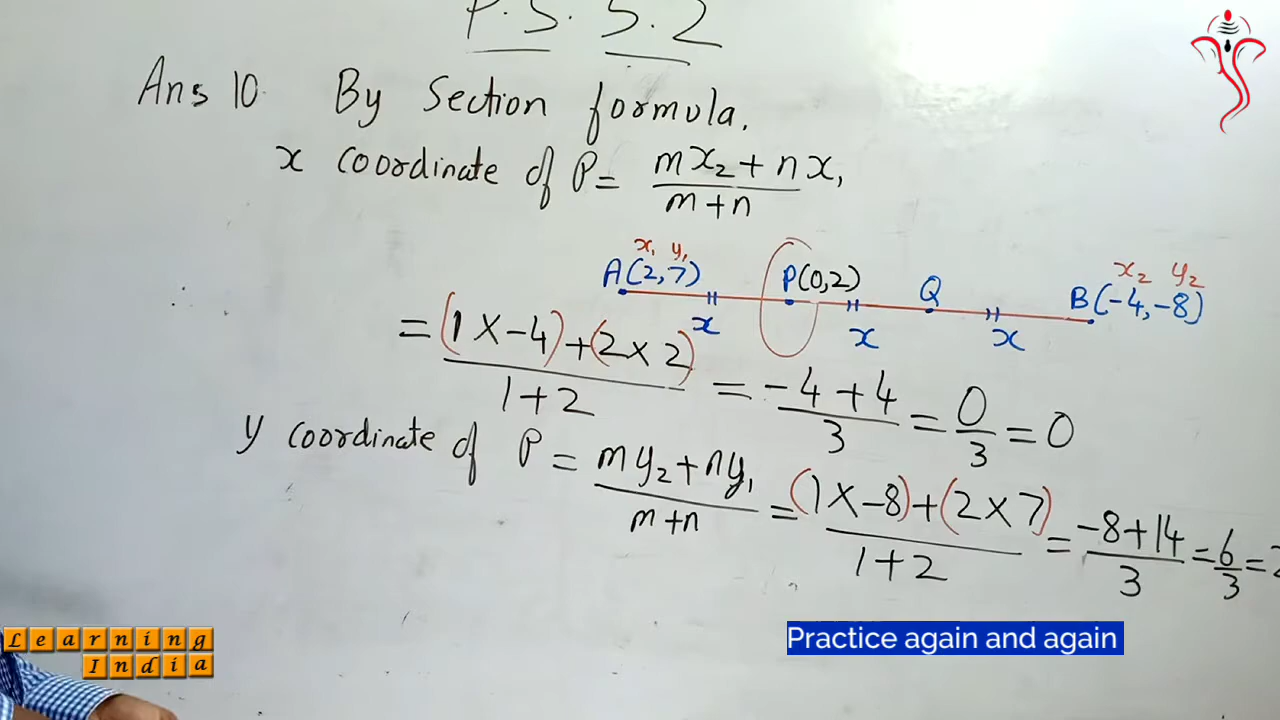 P.S. 5.2
Ans 10. By Section formula.
x coordinate of P = mx₂ + nx₁ / m + n
x₁ y₁
A(2,7) P(0,2) Q B(-4,-8)
x₂ y₂
x x x
= (1 X -4) + (2 X 2) / 1 + 2 = -4 + 4 / 3 = 0 / 3 = 0
y coordinate of P = my₂ + ny₁ / m + n = (1 X -8) + (2 X 7) / 1 + 2 = -8 + 14 / 3 = 6 / 3 = 2
Practice again and again
Learning
India